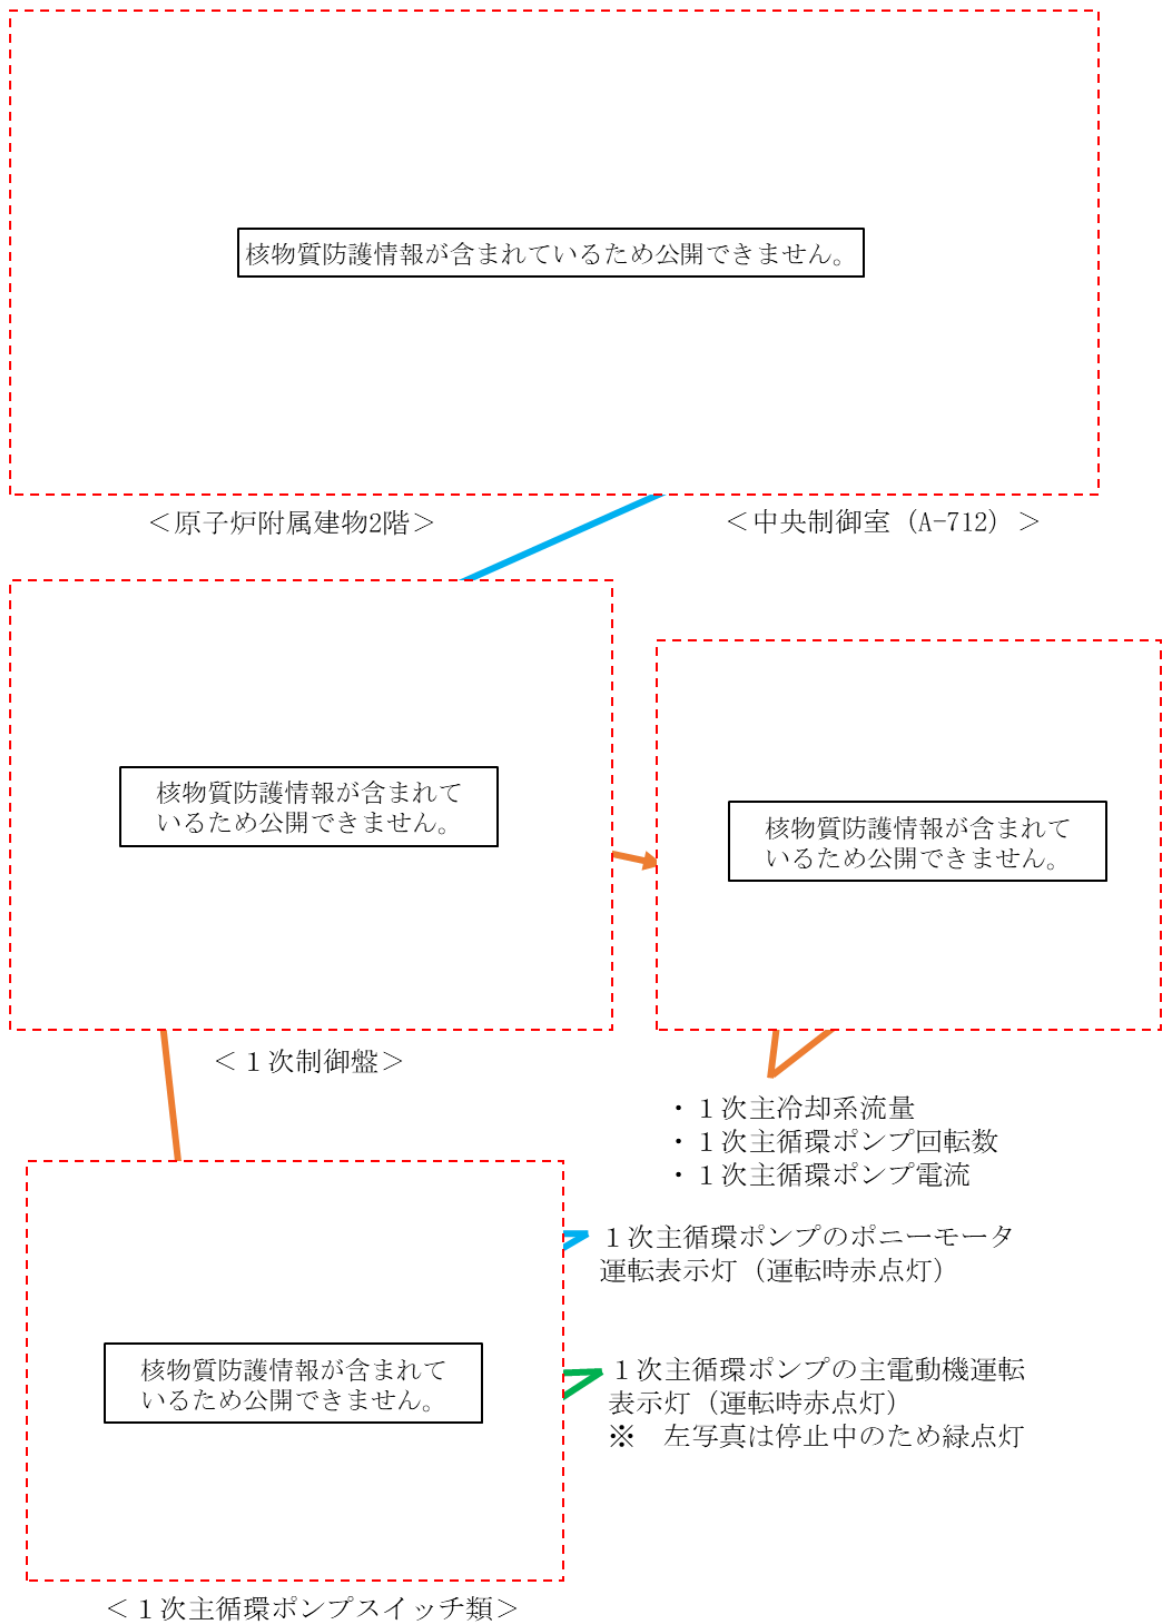 核物質防護情報が含まれているため公開できません。
＜原子炉附属建物2階＞
＜中央制御室（A-712）＞
核物質防護情報が含まれて
いるため公開できません。
核物質防護情報が含まれて
いるため公開できません。
＜１次制御盤＞
・１次主冷却系流量
・１次主循環ポンプ回転数
・１次主循環ポンプ電流
１次主循環ポンプのポニーモータ
運転表示灯（運転時赤点灯）
核物質防護情報が含まれて
いるため公開できません。
１次主循環ポンプの主電動機運転
表示灯（運転時赤点灯）
※　左写真は停止中のため緑点灯
＜１次主循環ポンプスイッチ類＞